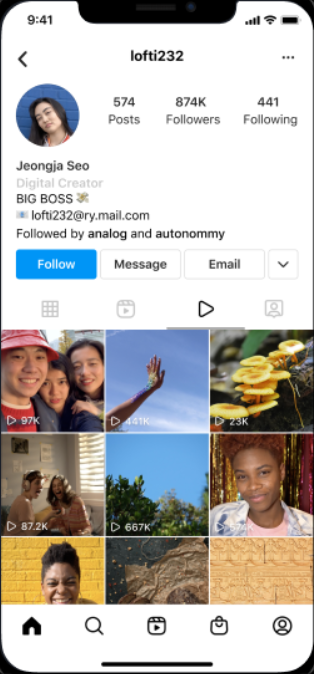 9:41
lofti232
574 874K 441
Posts Followers Following
Jeongja Seo
Digital Creator
BIG BOSS
lofti232@ry.mail.com
Followed by analog and autonommy
Follow Message Email
97K 441K 23K
87.2K 667K